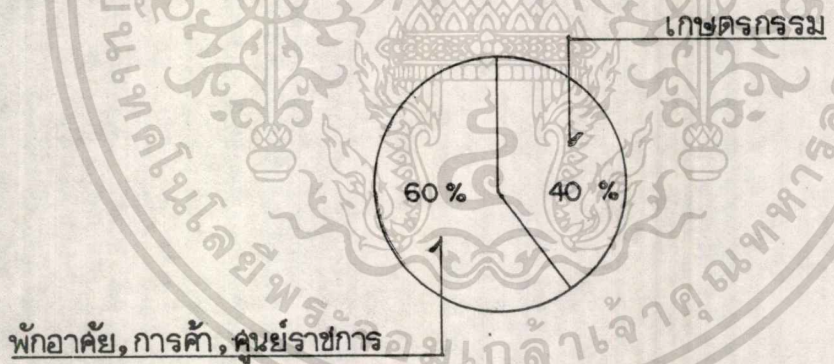 เกษตรกรรม
60 % 40 %
พักอาศัย, การค้า, ศูนย์ราชการ